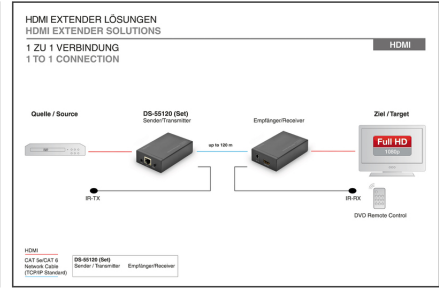 HDMI EXTENDER LÖSUNGEN
HDMI EXTENDER SOLUTIONS
1 ZU 1 VERBINDUNG
1 TO 1 CONNECTION
HDMI
Quelle / Source
DS-55120 (Set)
Sender/Transmitter
Empfänger/Receiver
Ziel / Target
up to 120 m
Full HD
1080p
IR-TX
IR-RX
DVD Remote Control
HDMI
CAT 5e/CAT 6
Network Cable
(TCP/IP Standard)
DS-55120 (Set)
Sender / Transmitter Empfänger/Receiver